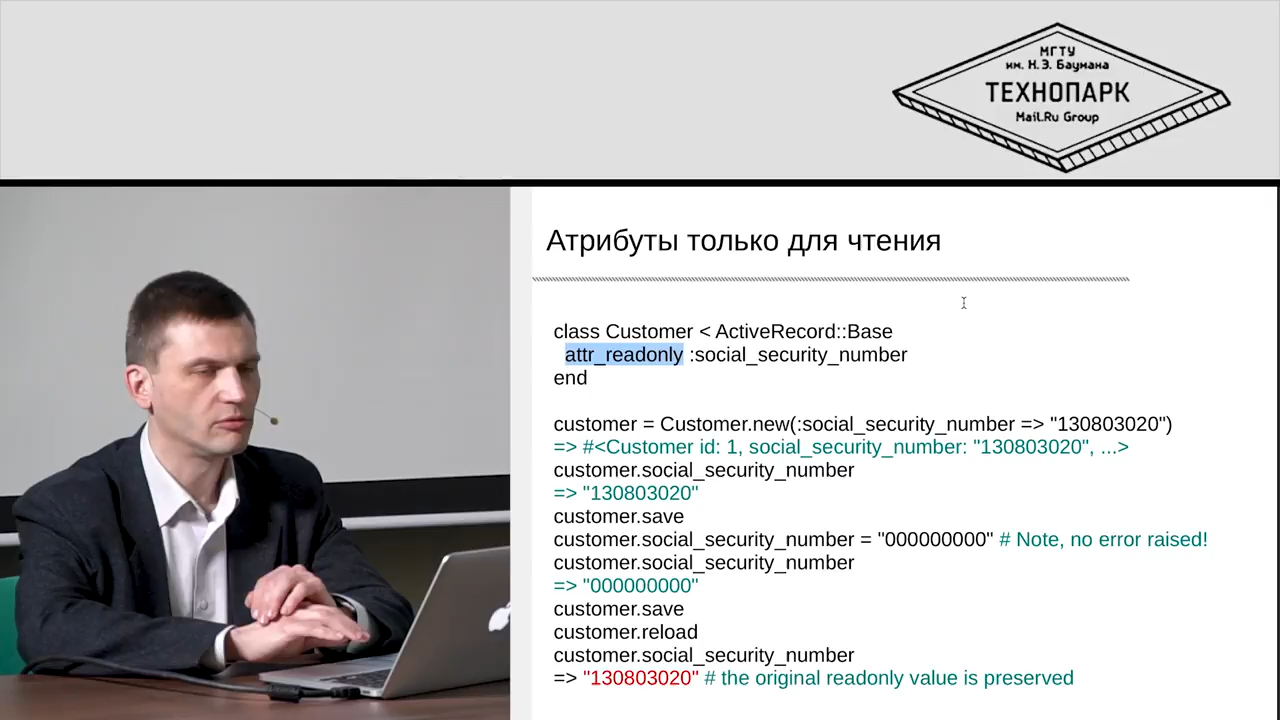 МГТУ
им. Н.Э. Баумана
ТЕХНОПАРК
Mail.Ru Group
Атрибуты только для чтения
class Customer < ActiveRecord::Base
attr_readonly :social_security_number
end
customer = Customer.new(:social_security_number => "130803020")
=> #<Customer id: 1, social_security_number: "130803020", ...>
customer.social_security_number
=> "130803020"
customer.save
customer.social_security_number = "000000000" # Note, no error raised!
customer.social_security_number
=> "000000000"
customer.save
customer.reload
customer.social_security_number
=> "130803020" # the original readonly value is preserved